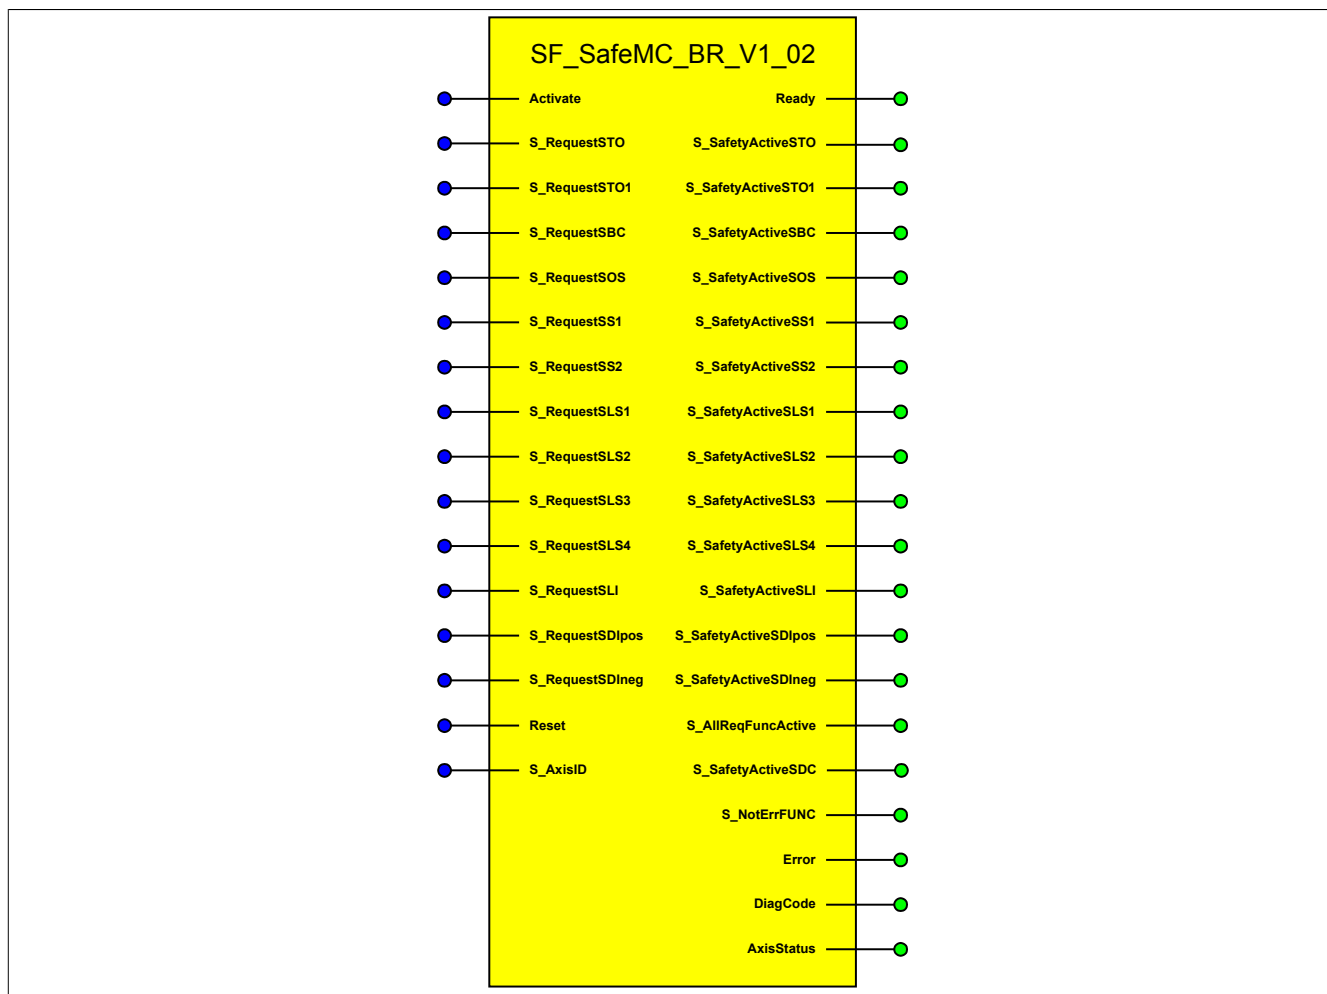 SF_SafeMC_BR_V1_02
Activate Ready
S_RequestSTO S_SafetyActiveSTO
S_RequestSTO1 S_SafetyActiveSTO1
S_RequestSBC S_SafetyActiveSBC
S_RequestSOS S_SafetyActiveSOS
S_RequestSS1 S_SafetyActiveSS1
S_RequestSS2 S_SafetyActiveSS2
S_RequestSLS1 S_SafetyActiveSLS1
S_RequestSLS2 S_SafetyActiveSLS2
S_RequestSLS3 S_SafetyActiveSLS3
S_RequestSLS4 S_SafetyActiveSLS4
S_RequestSLI S_SafetyActiveSLI
S_RequestSDIpos S_SafetyActiveSDIpos
S_RequestSDIneg S_SafetyActiveSDIneg
Reset S_AllReqFuncActive
S_AxisID S_SafetyActiveSDC
S_NotErrFUNC
Error
DiagCode
AxisStatus